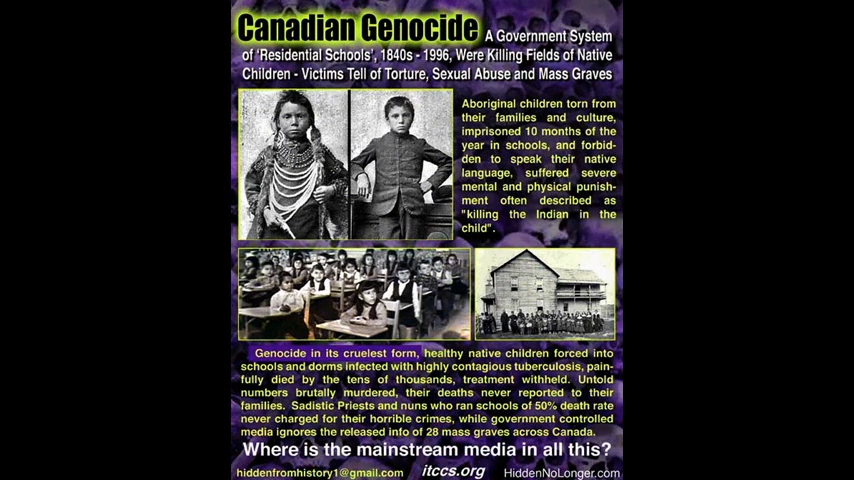 Canadian Genocide A Government System
of 'Residential Schools', 1840s - 1996, Were Killing Fields of Native
Children - Victims Tell of Torture, Sexual Abuse and Mass Graves
Aboriginal children torn from
their families and culture,
imprisoned 10 months of the
year in schools, and forbid-
den to speak their native
language, suffered severe
mental and physical punish-
ment often described as
"killing the Indian in the
child".
Genocide in its cruelest form, healthy native children forced into
schools and dorms infected with highly contagious tuberculosis, pain-
fully died by the tens of thousands, treatment withheld. Untold
numbers brutally murdered, their deaths never reported to their
families. Sadistic Priests and nuns who ran schools of 50% death rate
never charged for their horrible crimes, while government controlled
media ignores the released info of 28 mass graves across Canada.
Where is the mainstream media in all this?
hiddenfromhistory1@gmail.com itccs.org HiddenNoLonger.com